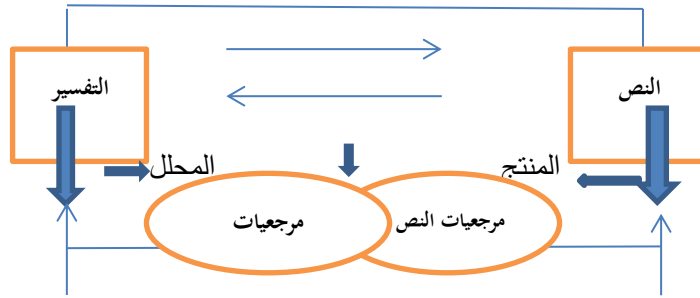 النص
التفسير
المنتج
المحلل
مرجعيات النص
مرجعيات